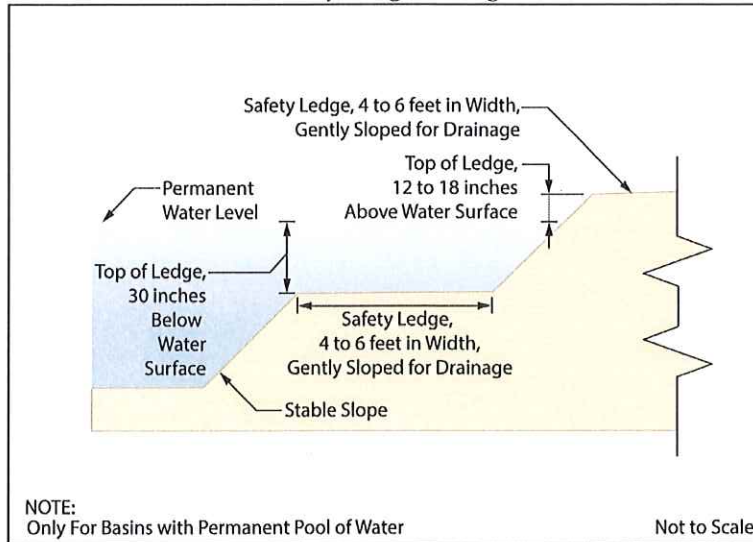 Safety Ledge, 4 to 6 feet in Width,
Gently Sloped for Drainage
Top of Ledge,
12 to 18 inches
Above Water Surface
Permanent
Water Level
Top of Ledge,
30 inches
Below
Water
Surface
Safety Ledge,
4 to 6 feet in Width,
Gently Sloped for Drainage
Stable Slope
NOTE:
Only For Basins with Permanent Pool of Water
Not to Scale